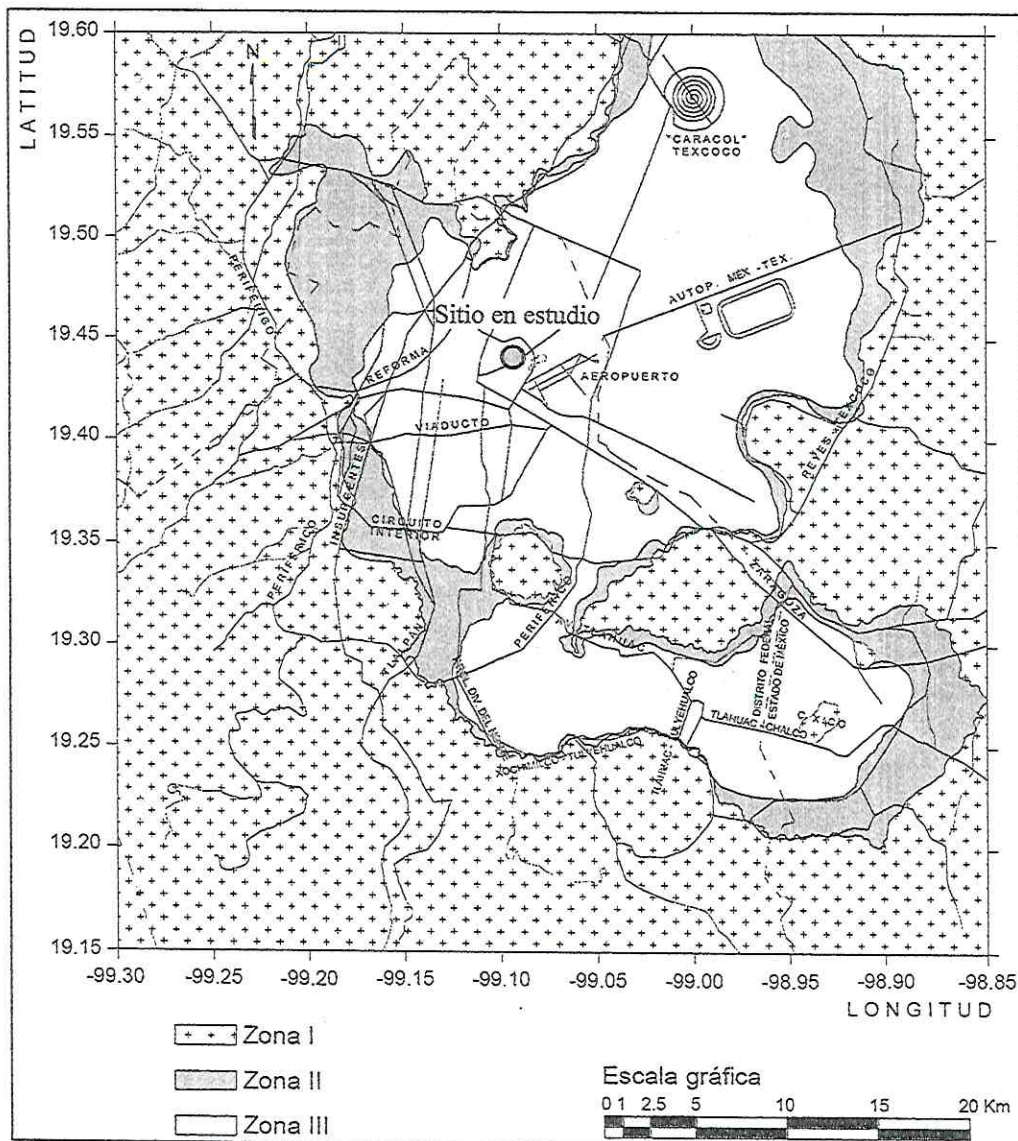 LATITUD
19.60
19.55
19.50
19.45
19.40
19.35
19.30
19.25
19.20
19.15
N
"CARACOL"
TEXCOCO
AUTOP. MEX -TEX.
PERIFERICO
Sitio en estudio
REFORMA
AEROPUERTO
VIADUCTO
REYES - TEXCOCO
INSURGENTES
CIRCUITO
INTERIOR
PERIFERICO
ZARAGOZA
PERIFERICO
TLALPAN
DISTRITO FEDERAL
ESTADO DE MÉXICO
TLAHUAC - CHALCO
TLAHUAC - TULYEHUALCO
XOCHIMILCO - TULYEHUALCO
-99.30
-99.25
-99.20
-99.15
-99.10
-99.05
-99.00
-98.95
-98.90
-98.85
LONGITUD
Zona I
Zona II
Zona III
Escala gráfica
0 1 2.5 5 10 15 20 Km